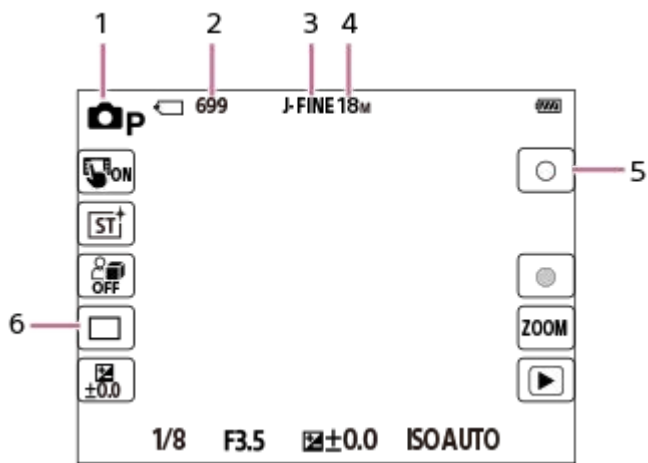 1 2 3 4
P 699 J-FINE 18M
ON
5
ST
OFF
6 ZOOM
±0.0
1/8 F3.5 ±0.0 ISO AUTO